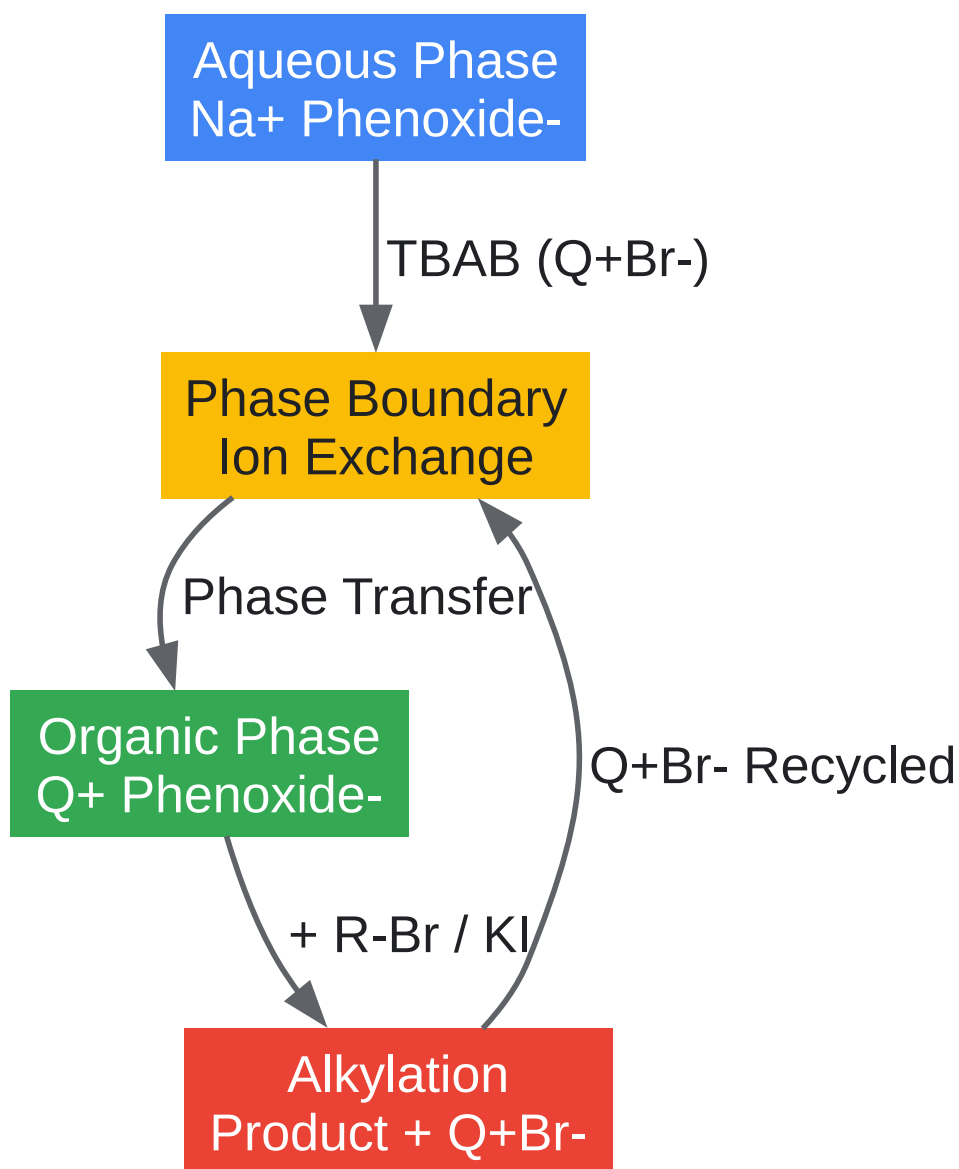 Aqueous Phase
Na+ Phenoxide-
TBAB (Q+Br-)
Phase Boundary
Ion Exchange
Phase Transfer
Organic Phase
Q+ Phenoxide-
Q+Br- Recycled
+ R-Br / KI
Alkylation
Product + Q+Br-